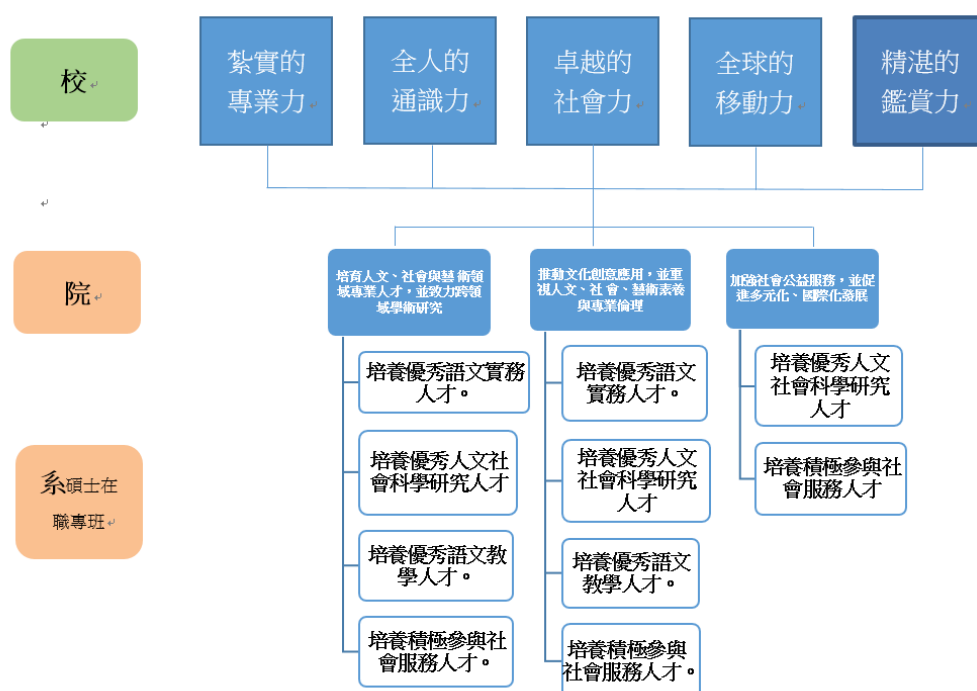 校
紮實的
專業力
全人的
通識力
卓越的
社會力
全球的
移動力
精湛的
鑑賞力
院
培育人文、社會與藝術領
域專業人才，並致力跨領
域學術研究
推動文化創意應用，並重
視人文、社會、藝術素養
與專業倫理
加強社會公益服務，並促
進多元化、國際化發展
系碩士在
職專班
培養優秀語文實務
人才。
培養優秀人文社
會科學研究人才
培養優秀語文教
學人才。
培養積極參與社
會服務人才。
培養優秀語文
實務人才。
培養優秀人文
社會科學研究
人才
培養優秀語文
教學人才。
培養積極參與
社會服務人才。
培養優秀人文
社會科學研究
人才
培養積極參與社
會服務人才